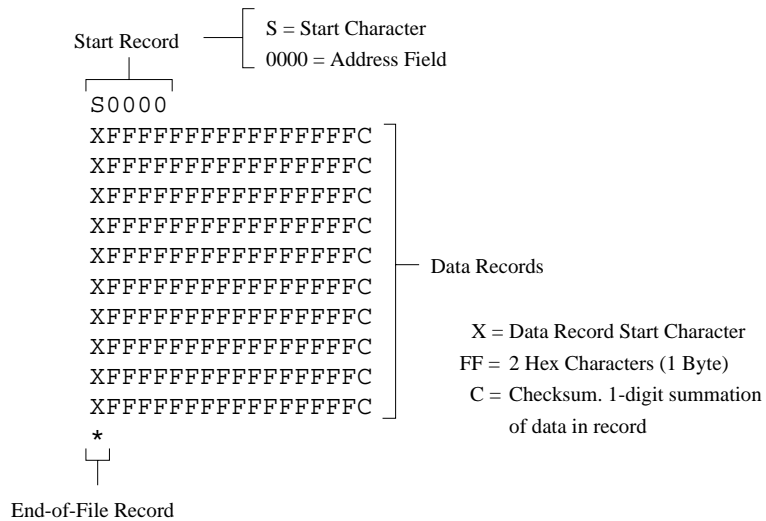 Start Record
S = Start Character
0000 = Address Field
S0000
XFFFFFFFFFFFFFFFFC
XFFFFFFFFFFFFFFFFC
XFFFFFFFFFFFFFFFFC
XFFFFFFFFFFFFFFFFC
XFFFFFFFFFFFFFFFFC
XFFFFFFFFFFFFFFFFC
XFFFFFFFFFFFFFFFFC
XFFFFFFFFFFFFFFFFC
XFFFFFFFFFFFFFFFFC
XFFFFFFFFFFFFFFFFC
*
Data Records
X = Data Record Start Character
FF = 2 Hex Characters (1 Byte)
C = Checksum. 1-digit summation
of data in record
End-of-File Record